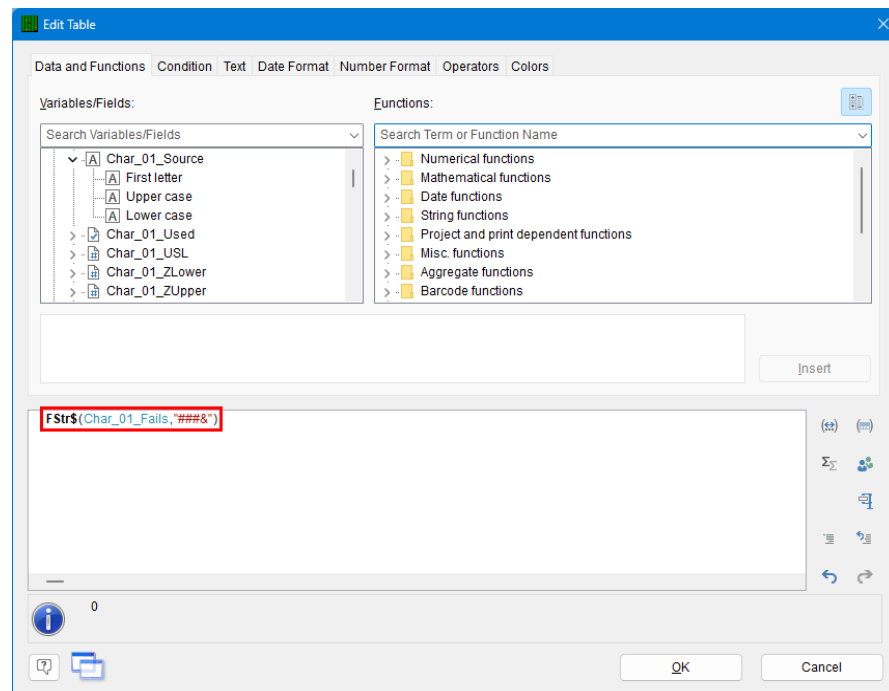 Edit Table
Data and Functions Condition Text Date Format Number Format Operators Colors
Variables/Fields:
Functions:
Search Variables/Fields
Search Term or Function Name
Char_01_Source
First letter
Upper case
Lower case
Char_01_Used
Char_01_USL
Char_01_ZLower
Char_01_ZUpper
Numerical functions
Mathematical functions
Date functions
String functions
Project and print dependent functions
Misc. functions
Aggregate functions
Barcode functions
Insert
FStr$(Char_01_Fails,"###&")
0
OK
Cancel